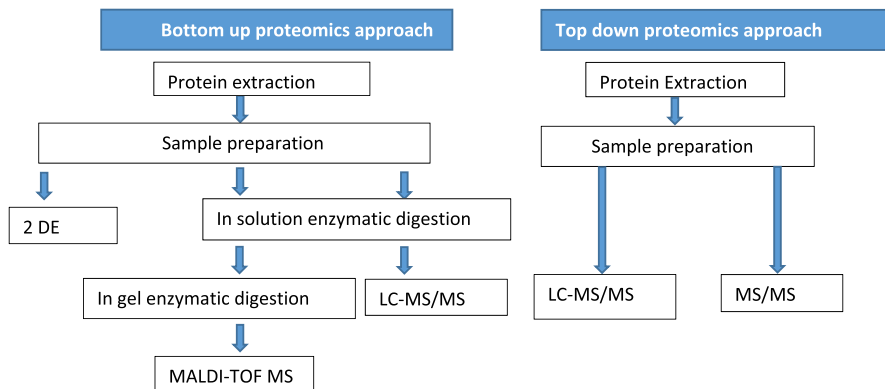 Bottom up proteomics approach
Protein extraction
Sample preparation
2 DE
In solution enzymatic digestion
In gel enzymatic digestion
LC-MS/MS
MALDI-TOF MS
Top down proteomics approach
Protein Extraction
Sample preparation
LC-MS/MS
MS/MS